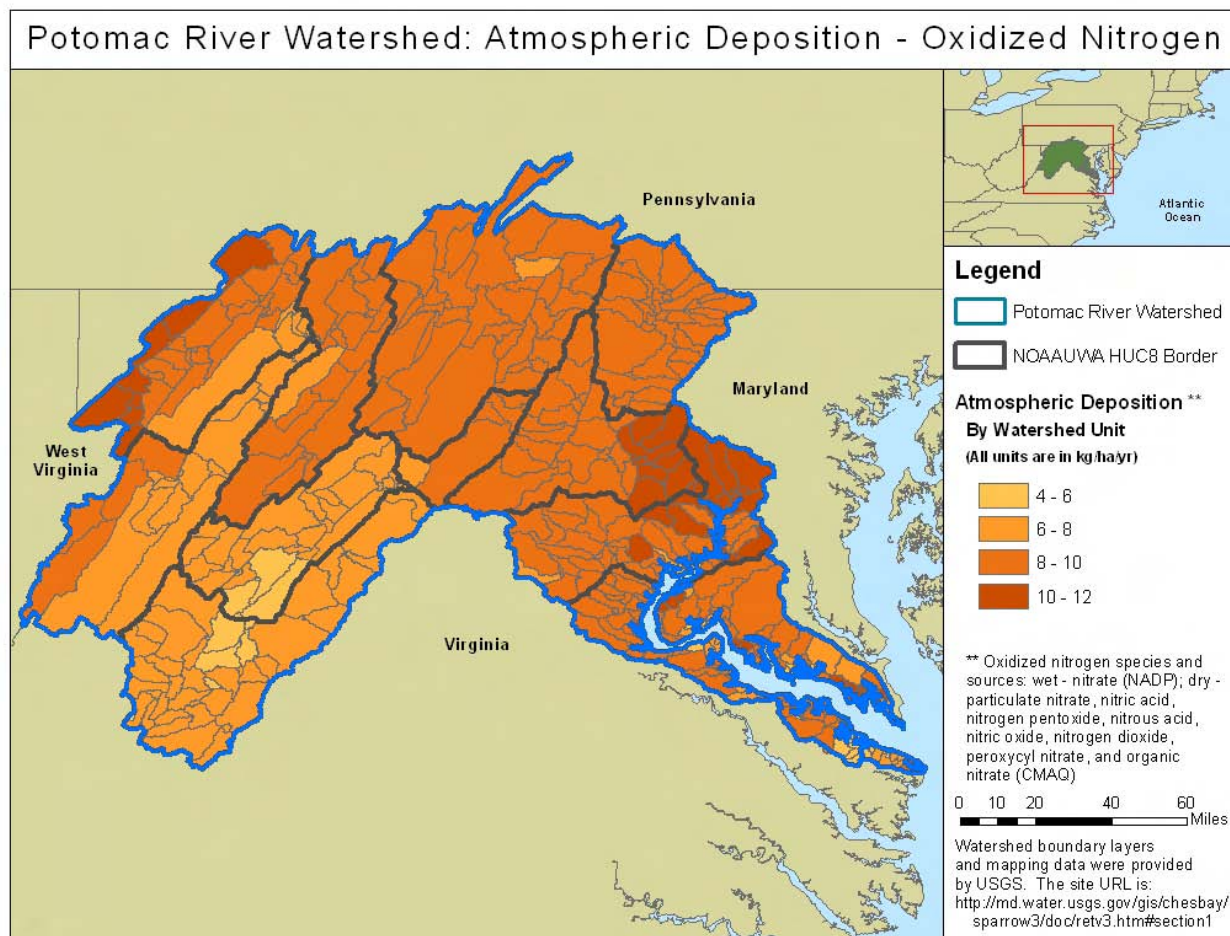 Potomac River Watershed: Atmospheric Deposition - Oxidized Nitrogen
Pennsylvania
Maryland
West
Virginia
Virginia
Atlantic
Ocean
Legend
Potomac River Watershed
NOAAUWA HUC8 Border
Atmospheric Deposition **
By Watershed Unit
(All units are in kg/ha/yr)
4 - 6
6 - 8
8 - 10
10 - 12
** Oxidized nitrogen species and
sources: wet - nitrate (NADP); dry -
particulate nitrate, nitric acid,
nitrogen pentoxide, nitrous acid,
nitric oxide, nitrogen dioxide,
peroxycyl nitrate, and organic
nitrate (CMAQ)
0 10 20 40 60
Miles
Watershed boundary layers
and mapping data were provided
by USGS. The site URL is:
http://md.water.usgs.gov/gis/chesbay/
sparrow3/doc/retv3.htm#section1